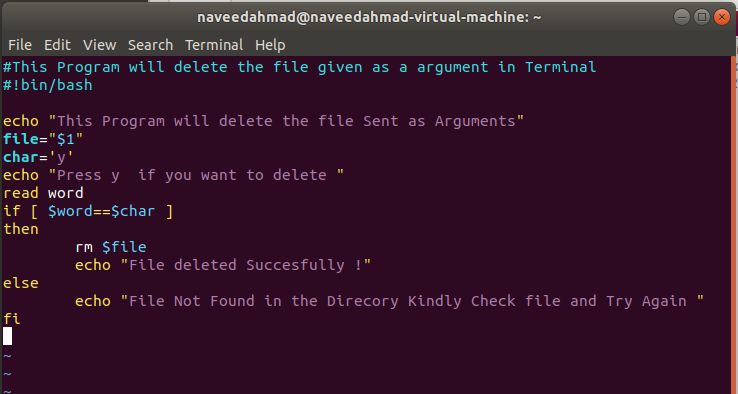 naveedahmad@naveedahmad-virtual-machine: ~
File Edit View Search Terminal Help
#This Program will delete the file given as a argument in Terminal
#!bin/bash
echo "This Program will delete the file Sent as Arguments"
file="$1"
char='y'
echo "Press y  if you want to delete "
read word
if [ $word==$char ]
then
        rm $file
        echo "File deleted Succesfully !"
else
        echo "File Not Found in the Direcory Kindly Check file and Try Again "
fi
~
~
~